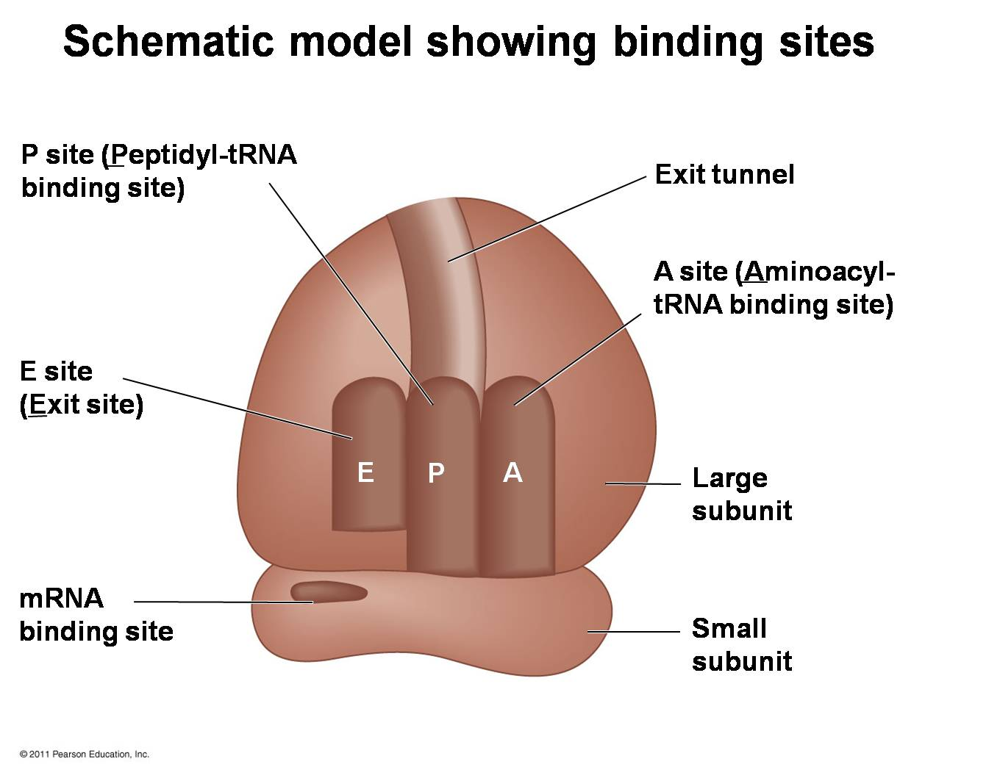 Schematic model showing binding sites
P site (Peptidyl-tRNA
binding site)
Exit tunnel
A site (Aminoacyl-
tRNA binding site)
E site
(Exit site)
E
P
A
Large
subunit
mRNA
binding site
Small
subunit
© 2011 Pearson Education, Inc.